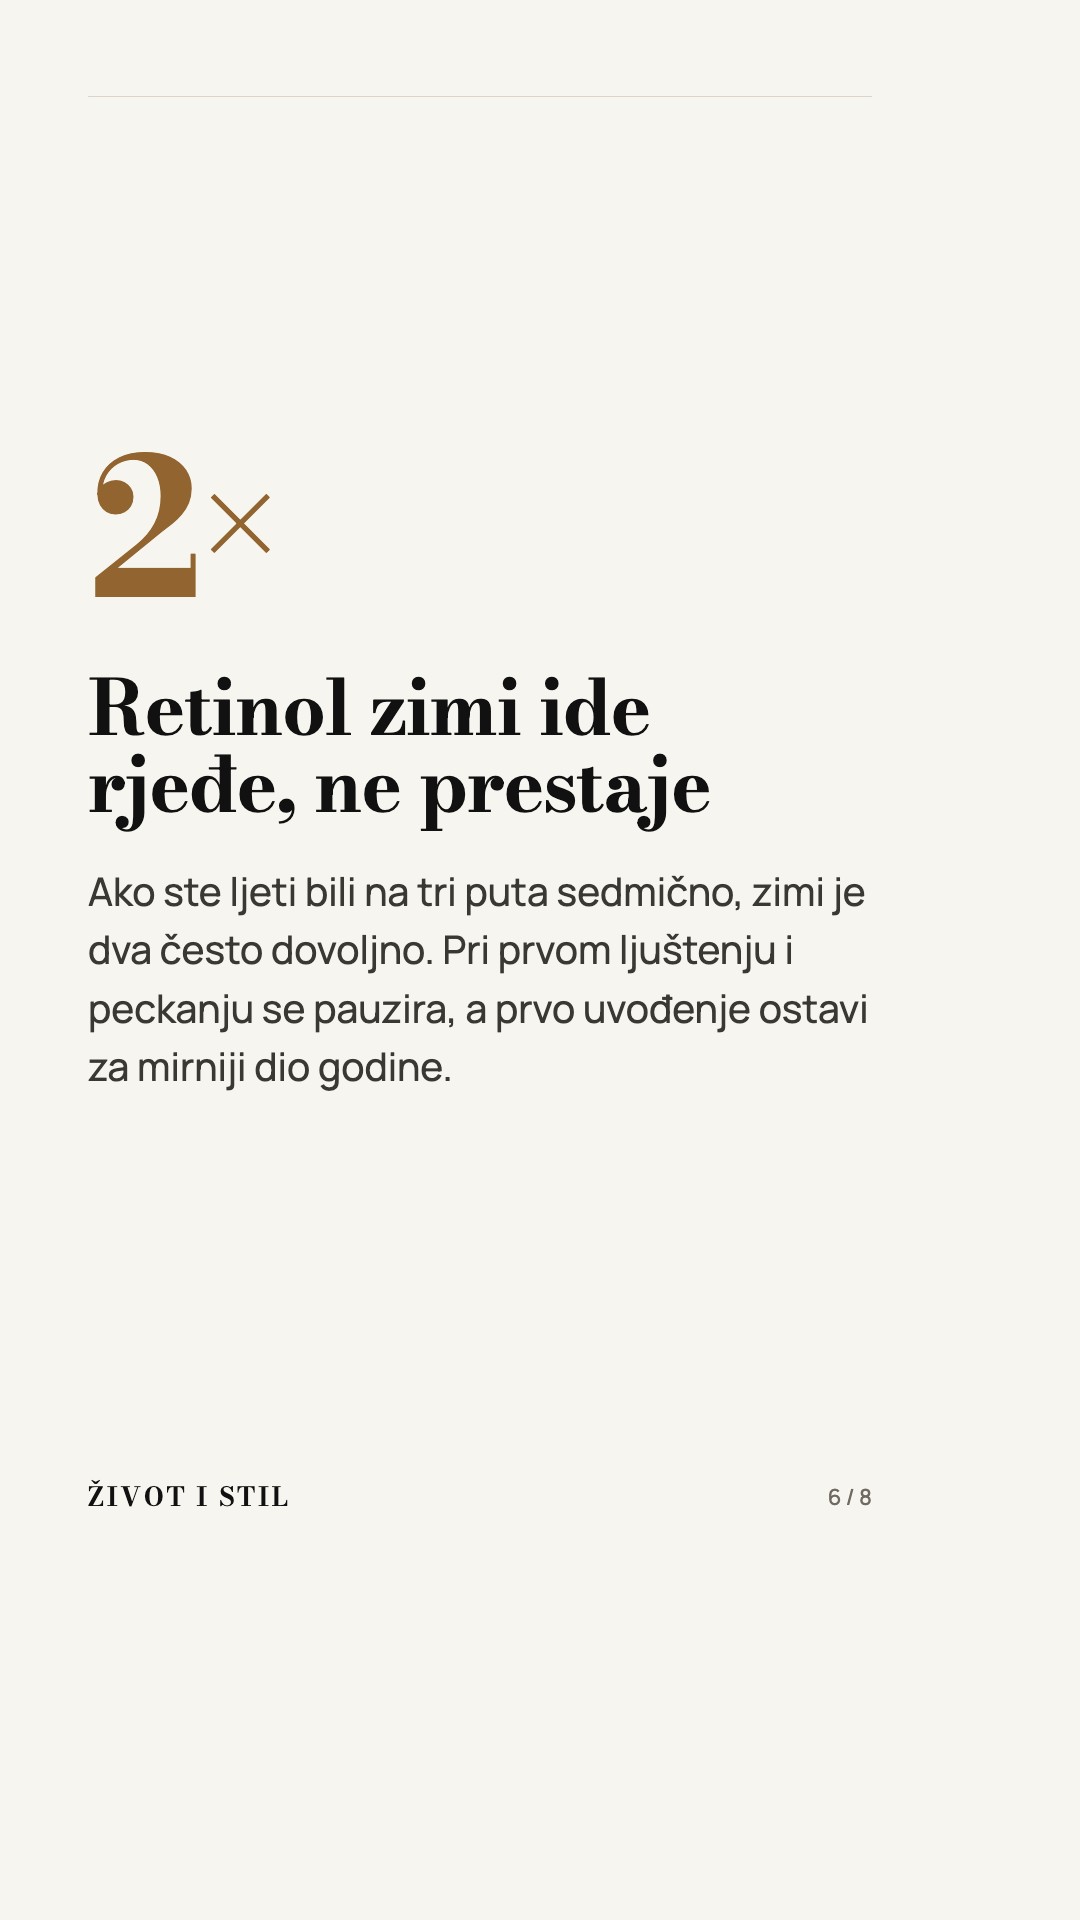 2×
Retinol zimi ide
rjeđe, ne prestaje
Ako ste ljeti bili na tri puta sedmično, zimi je
dva često dovoljno. Pri prvom ljuštenju i
peckanju se pauzira, a prvo uvođenje ostavi
za mirniji dio godine.
ŽIVOT I STIL
6 / 8